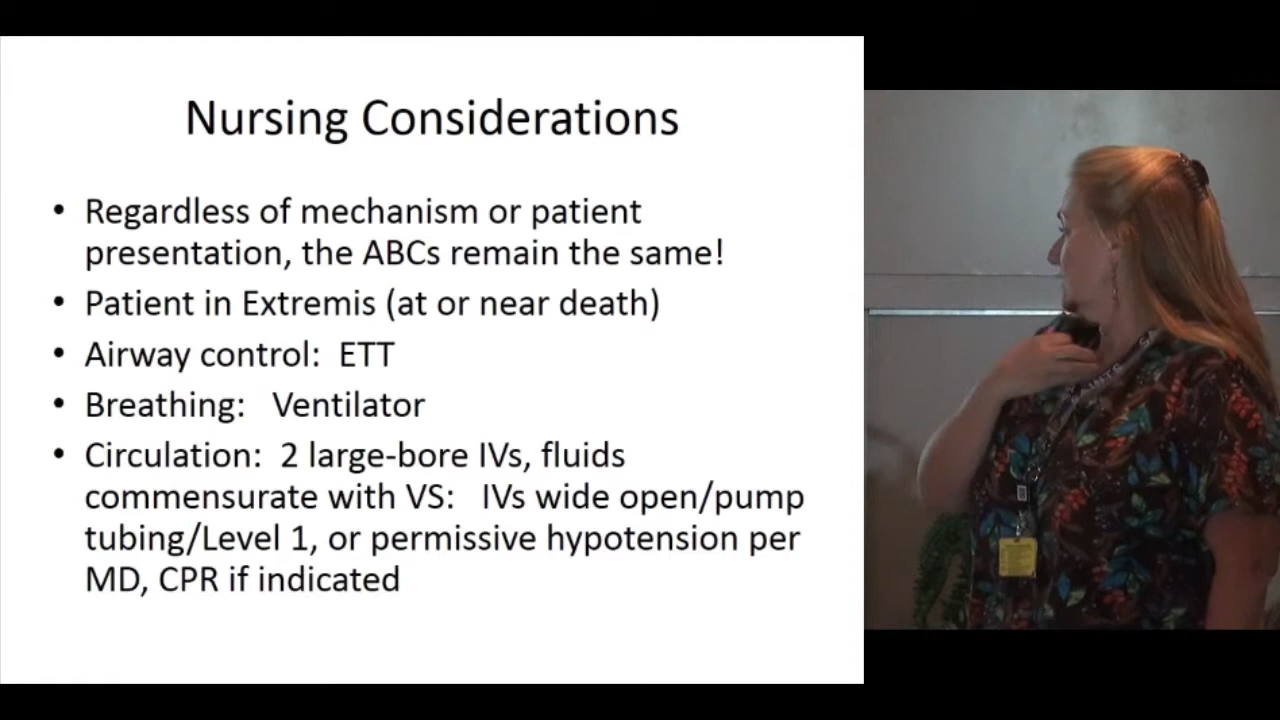 Nursing Considerations
• Regardless of mechanism or patient
presentation, the ABCs remain the same!
• Patient in Extremis (at or near death)
• Airway control:  ETT
• Breathing:   Ventilator
• Circulation:  2 large-bore IVs, fluids
commensurate with VS:   IVs wide open/pump
tubing/Level 1, or permissive hypotension per
MD, CPR if indicated